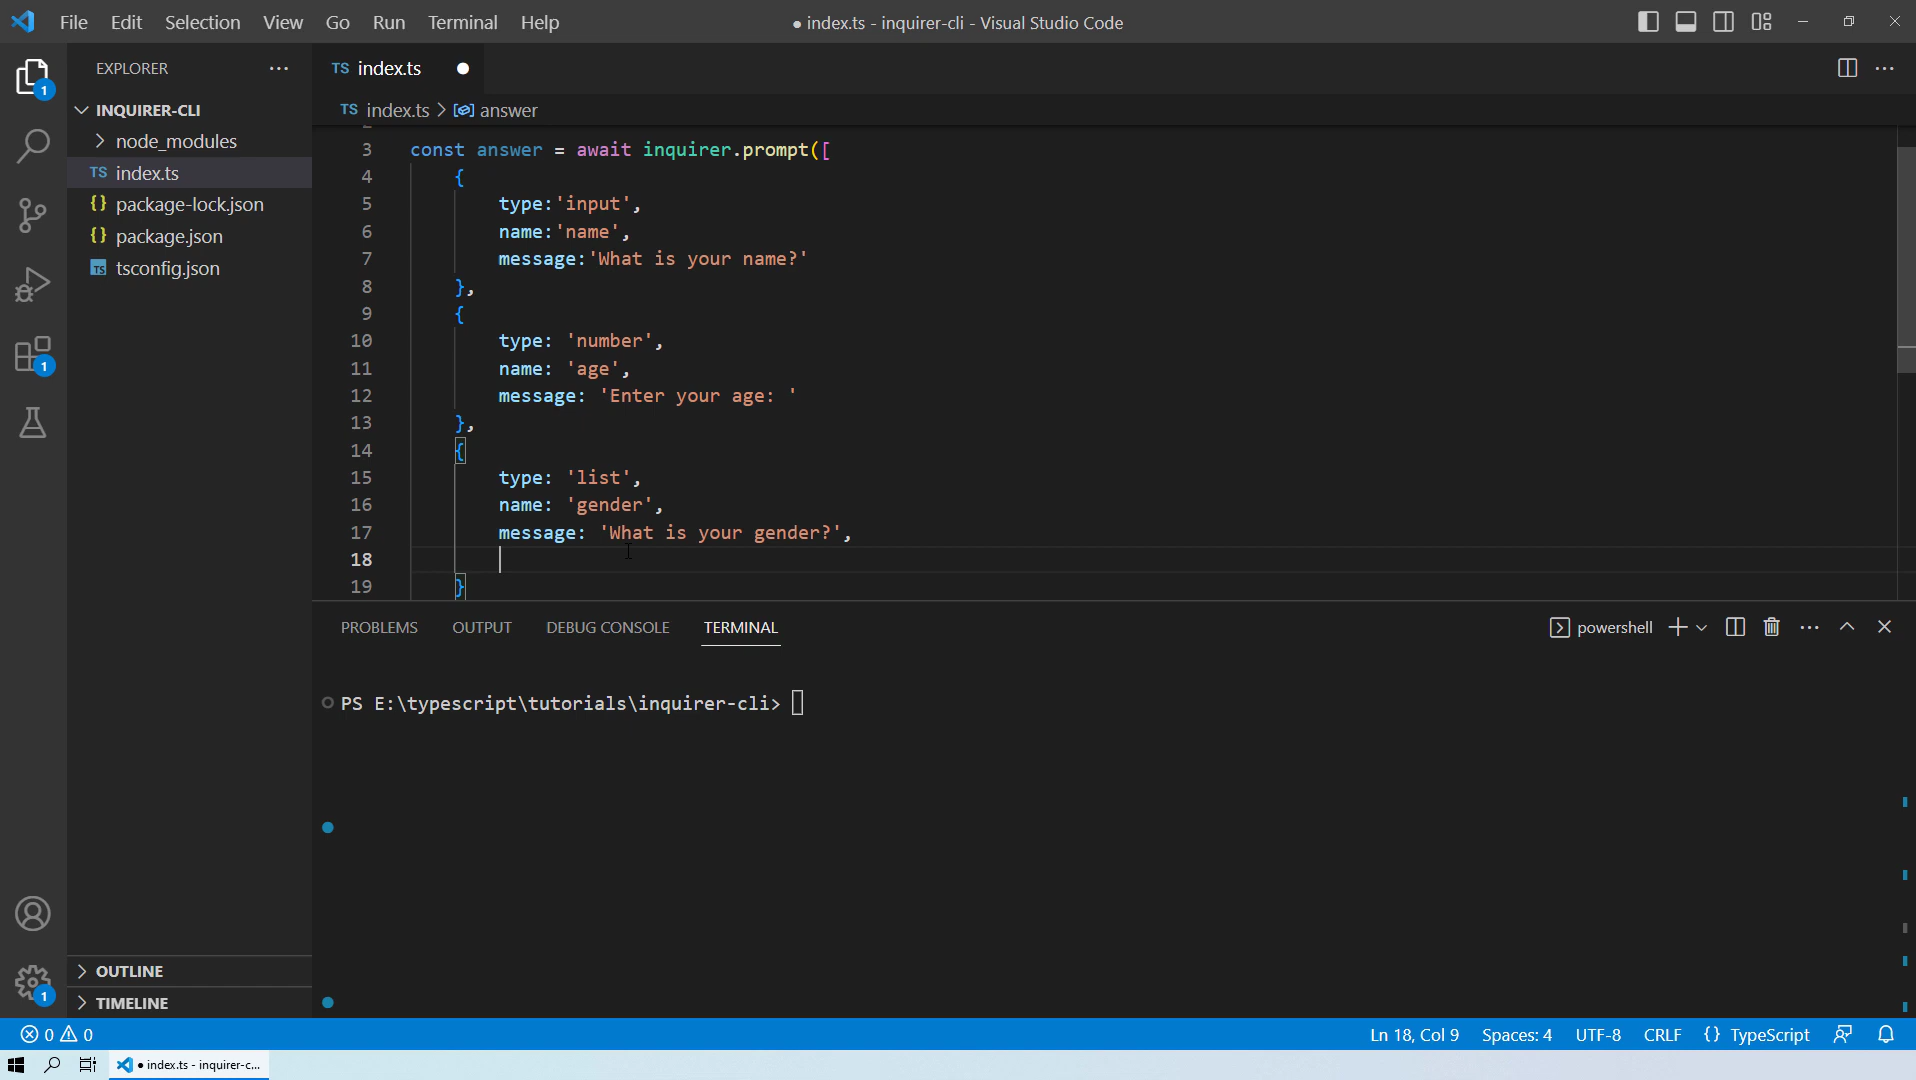 File Edit Selection View Go Run Terminal Help
● index.ts - inquirer-cli - Visual Studio Code
1
1
1
EXPLORER
INQUIRER-CLI
node_modules
TS index.ts
{} package-lock.json
{} package.json
TS tsconfig.json
OUTLINE
TIMELINE
TS index.ts
TS index.ts > answer
3 const answer = await inquirer.prompt([
4 {
5 type:'input',
6 name:'name',
7 message:'What is your name?'
8 },
9 {
10 type: 'number',
11 name: 'age',
12 message: 'Enter your age: '
13 },
14 {
15 type: 'list',
16 name: 'gender',
17 message: 'What is your gender?',
18
19 }
PROBLEMS OUTPUT DEBUG CONSOLE TERMINAL
powershell
PS E:\typescript\tutorials\inquirer-cli>
0 0
Ln 18, Col 9 Spaces: 4 UTF-8 CRLF {} TypeScript
● index.ts - inquirer-c...